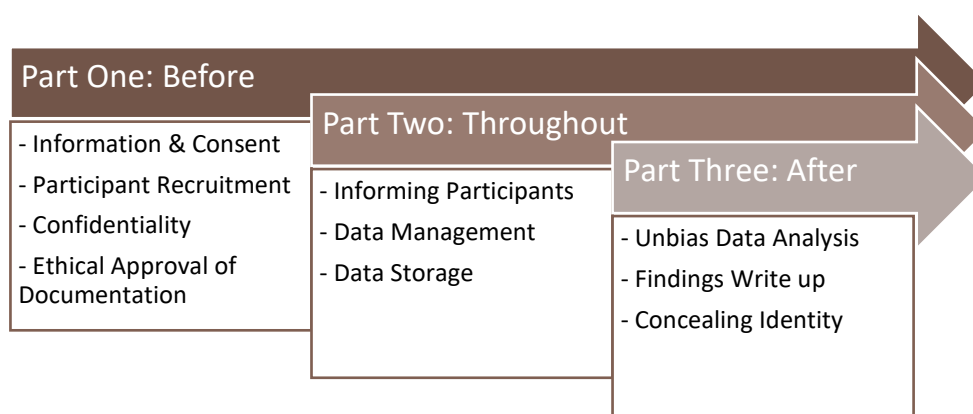 Part One: Before
- Information & Consent
- Participant Recruitment
- Confidentiality
- Ethical Approval of
Documentation
Part Two: Throughout
- Informing Participants
- Data Management
- Data Storage
Part Three: After
- Unbias Data Analysis
- Findings Write up
- Concealing Identity